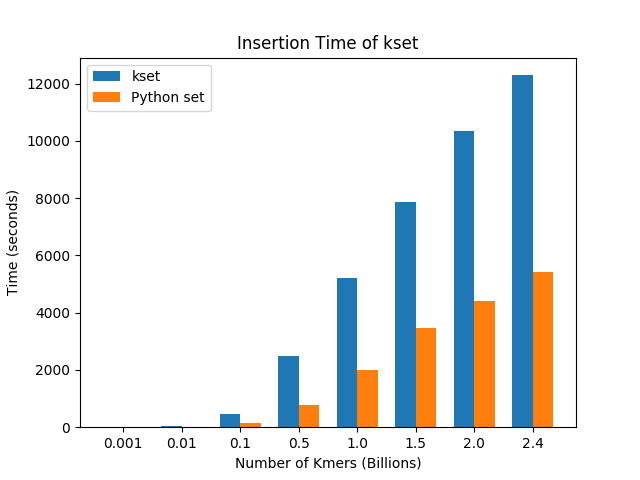 Insertion Time of kset
kset
Python set
12000
10000
8000
6000
4000
2000
0
Time (seconds)
0.001 0.01 0.1 0.5 1.0 1.5 2.0 2.4
Number of Kmers (Billions)